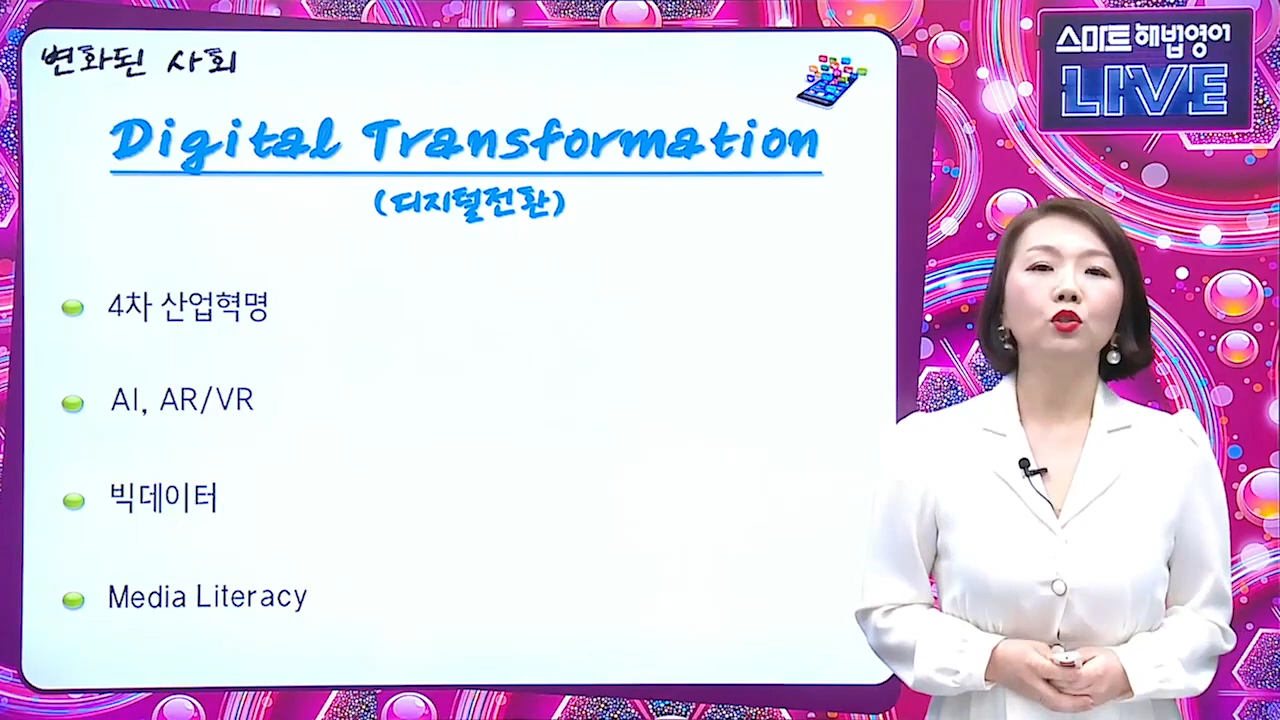 변화된 사회
Digital Transformation
(디지털전환)
4차 산업혁명
AI, AR/VR
빅데이터
Media Literacy
스마트해법영어
LIVE